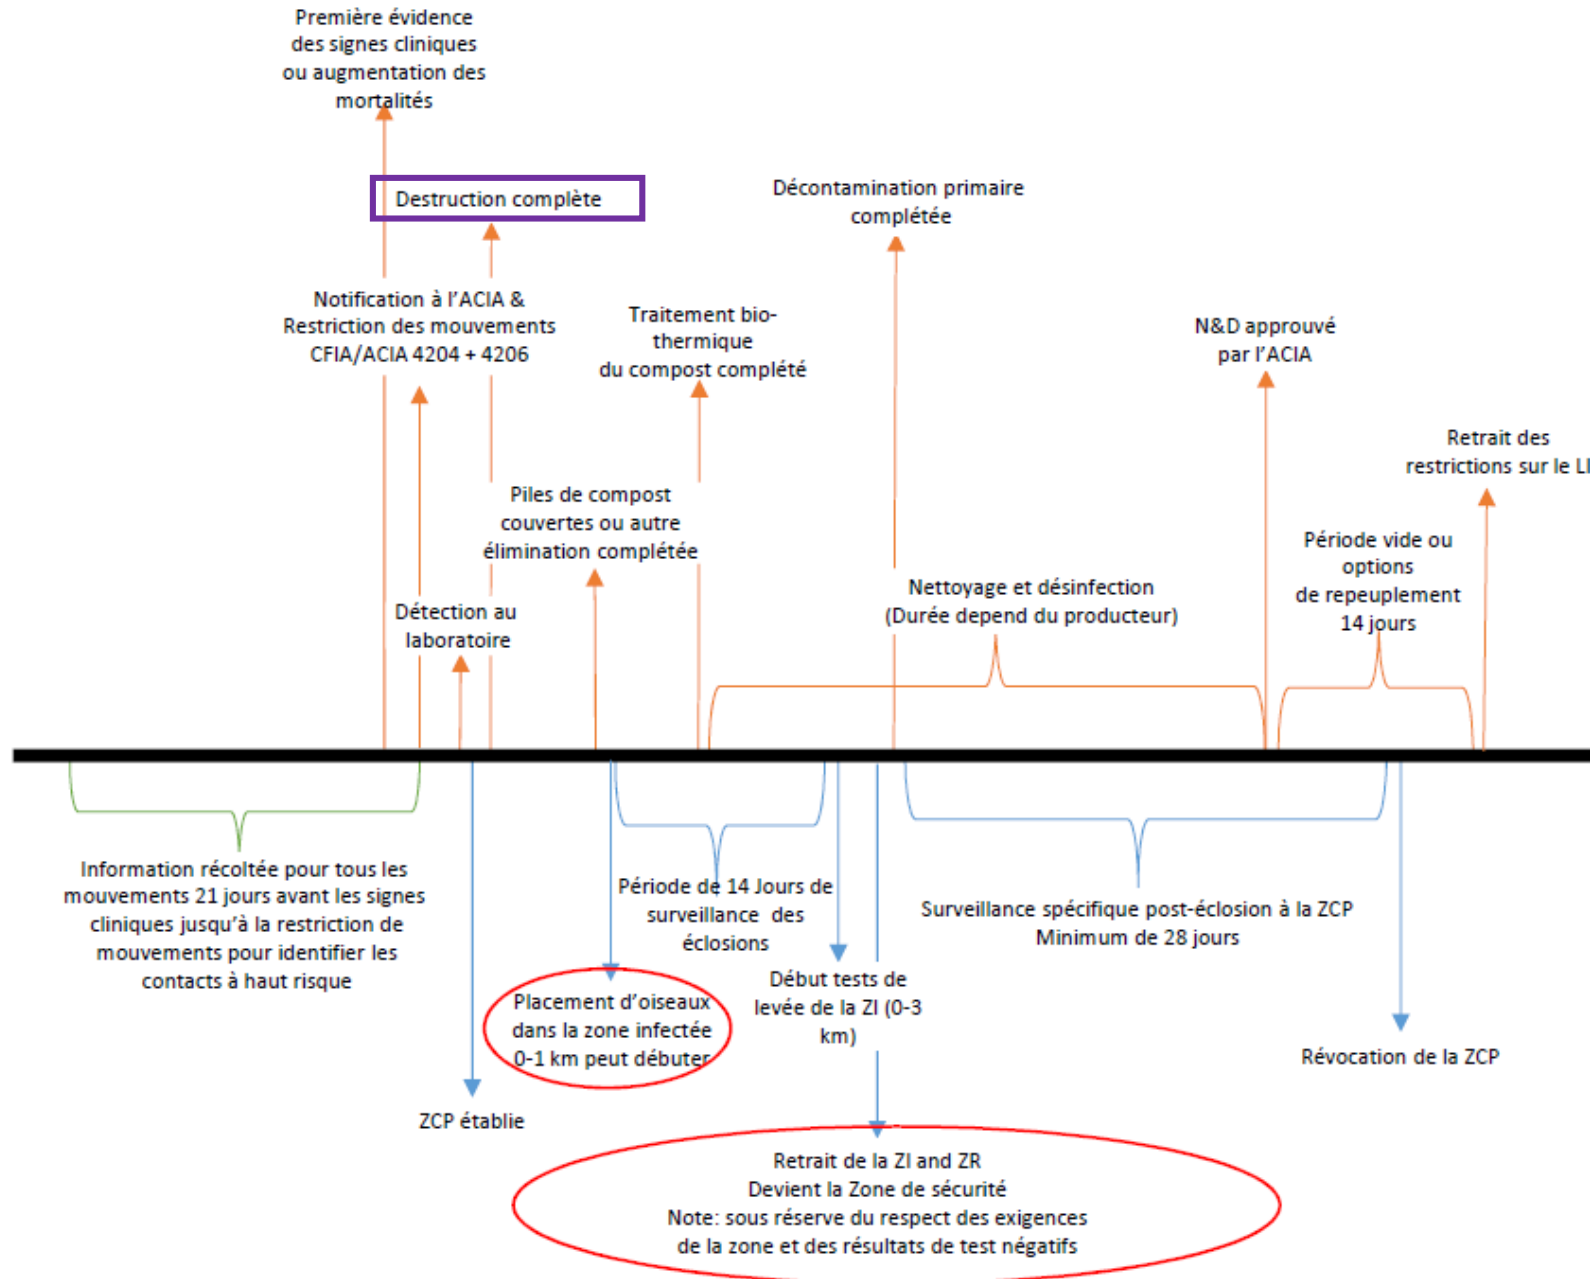 Première évidence
des signes cliniques
ou augmentation des
mortalités
Destruction complète
Décontamination primaire
complétée
Notification à l'ACIA &
Restriction des mouvements
CFIA/ACIA 4204 + 4206
Traitement bio-
thermique
du compost complété
N&D approuvé
par l'ACIA
Retrait des
restrictions sur le LI
Piles de compost
couvertes ou autre
élimination complétée
Période vide ou
options
de repeuplement
14 jours
Nettoyage et désinfection
(Durée depend du producteur)
Détection au
laboratoire
Information récoltée pour tous les
mouvements 21 jours avant les signes
cliniques jusqu'à la restriction de
mouvements pour identifier les
contacts à haut risque
Période de 14 Jours de
surveillance des
éclosions
Surveillance spécifique post-éclosion à la ZCP
Minimum de 28 jours
Début tests de
levée de la ZI (0-3
km)
Placement d'oiseaux
dans la zone infectée
0-1 km peut débuter
Révocation de la ZCP
ZCP établie
Retrait de la ZI and ZR
Devient la Zone de sécurité
Note: sous réserve du respect des exigences
de la zone et des résultats de test négatifs